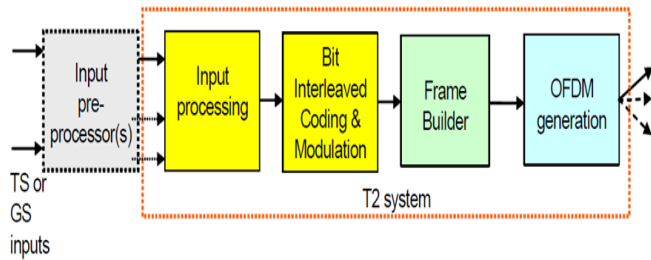 Input
pre-
processor(s)
Input
processing
Bit
Interleaved
Coding &
Modulation
Frame
Builder
OFDM
generation
TS or
GS
inputs
T2 system